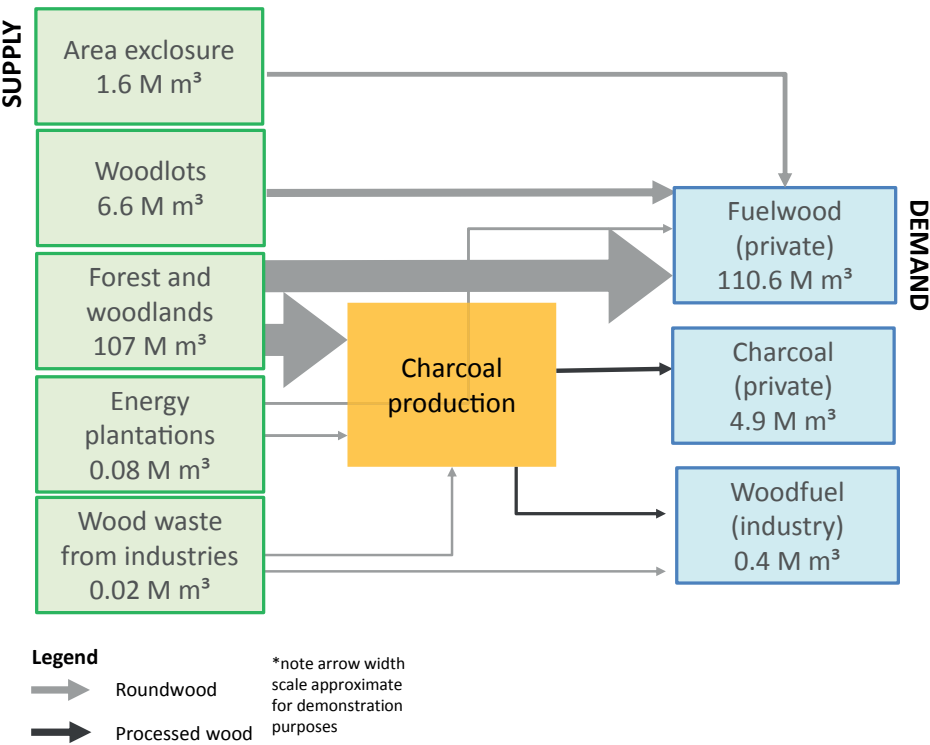 SUPPLY
Area exclosure
1.6 M m³
Woodlots
6.6 M m³
Forest and
woodlands
107 M m³
Energy
plantations
0.08 M m³
Wood waste
from industries
0.02 M m³
Charcoal
production
DEMAND
Fuelwood
(private)
110.6 M m³
Charcoal
(private)
4.9 M m³
Woodfuel
(industry)
0.4 M m³
Legend
Roundwood
Processed wood
*note arrow width
scale approximate
for demonstration
purposes